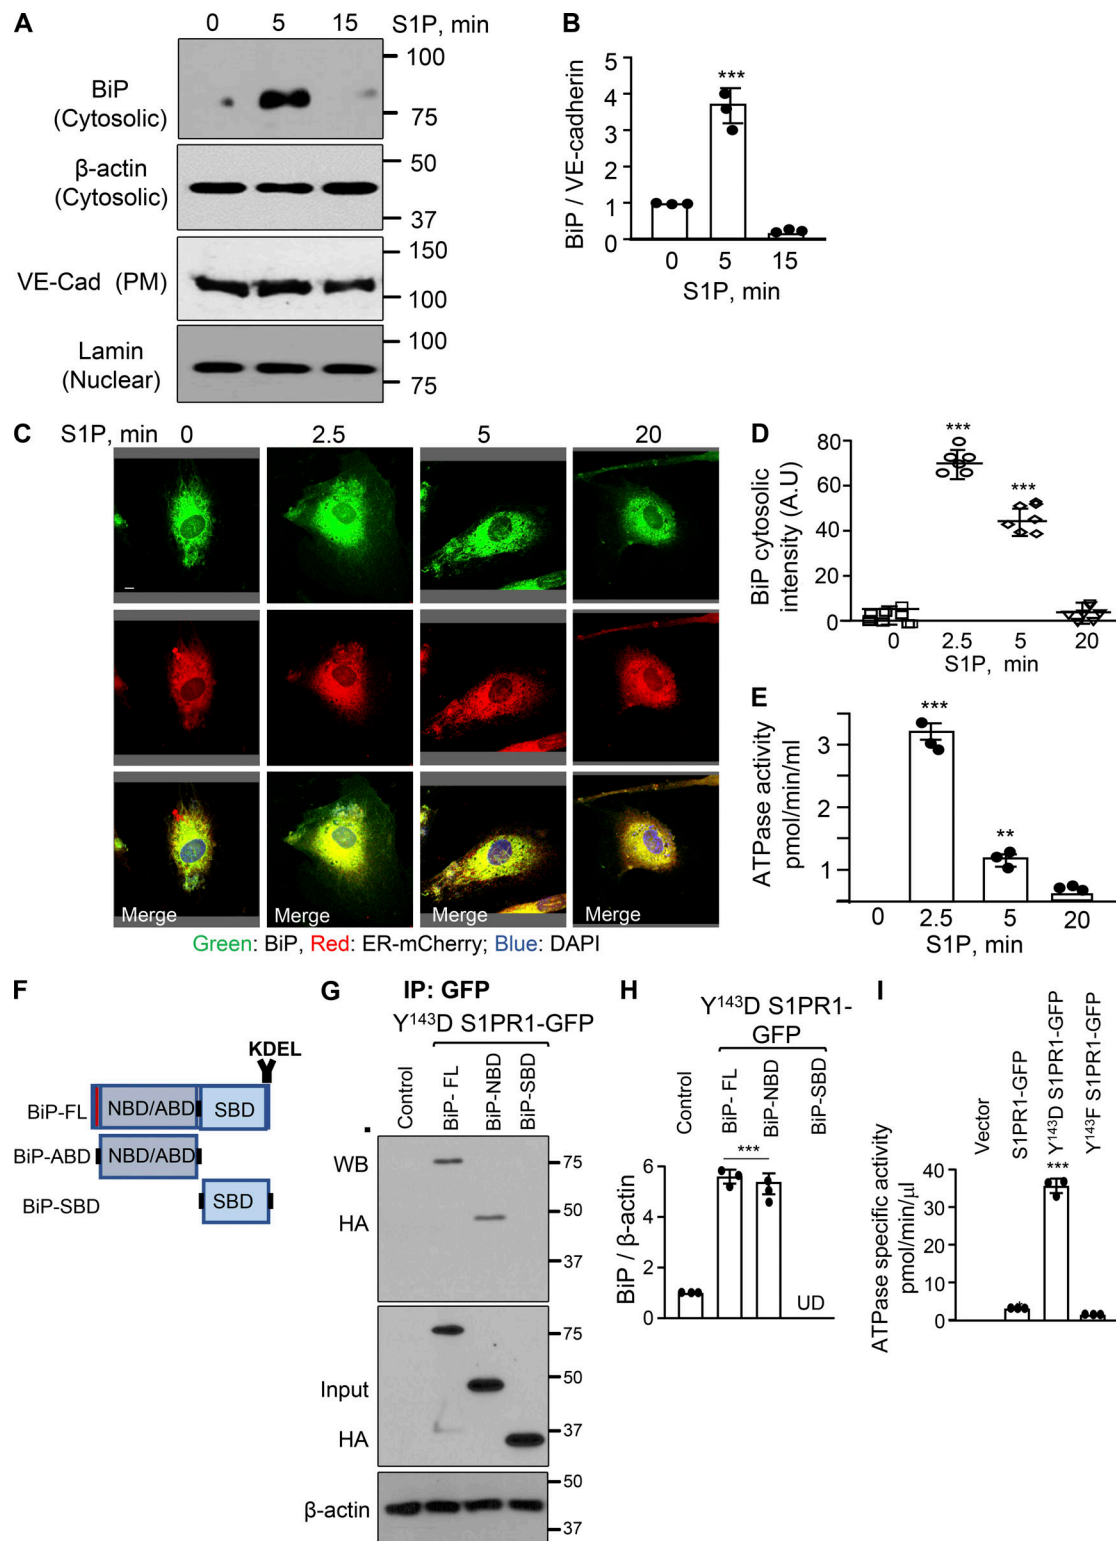 A
0 5 15 S1P, min
BiP
(Cytosolic)
100
75
β-actin
(Cytosolic)
50
37
VE-Cad (PM)
150
100
Lamin
(Nuclear)
100
75
B
BiP / VE-cadherin
5
4
3
2
1
0
***
0 5 15
S1P, min
C
S1P, min 0 2.5 5 20
Merge Merge Merge Merge
Green: BiP, Red: ER-mCherry; Blue: DAPI
D
BiP cytosolic
intensity (A.U)
80
60
40
20
0
***
***
0 2.5 5 20
S1P, min
E
ATPase activity
pmol/min/ml
3
2
1
***
**
0 2.5 5 20
S1P, min
F
KDEL
BiP-FL NBD/ABD SBD
BiP-ABD NBD/ABD
BiP-SBD SBD
G
IP: GFP
Y¹⁴³D S1PR1-GFP
Control
BiP- FL
BiP-NBD
BiP-SBD
WB
HA
75
50
37
Input
HA
75
50
37
β-actin
50
37
H
Y¹⁴³D S1PR1-
GFP
Control
BiP- FL
BiP-NBD
BiP-SBD
BiP / β-actin
6
4
2
0
***
UD
I
Vector
S1PR1-GFP
Y¹⁴³D S1PR1-GFP
Y¹⁴³F S1PR1-GFP
ATPase specific activity
pmol/min/µl
40
30
20
10
0
***